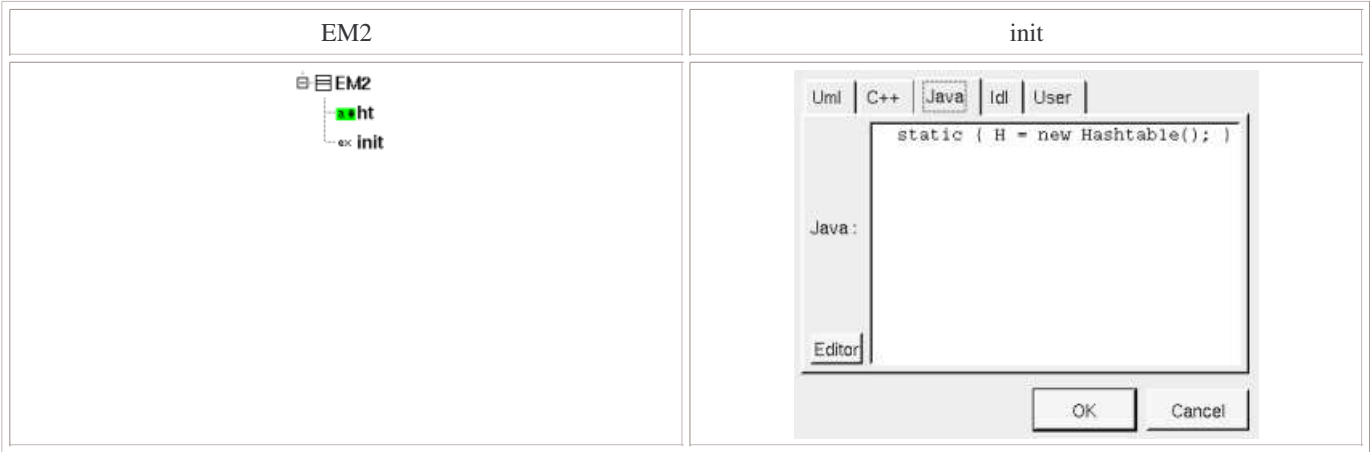 EM2
init
EM2
ht
init
Uml C++ Java Idl User
static { H = new Hashtable(); }
Java:
Editor
OK Cancel